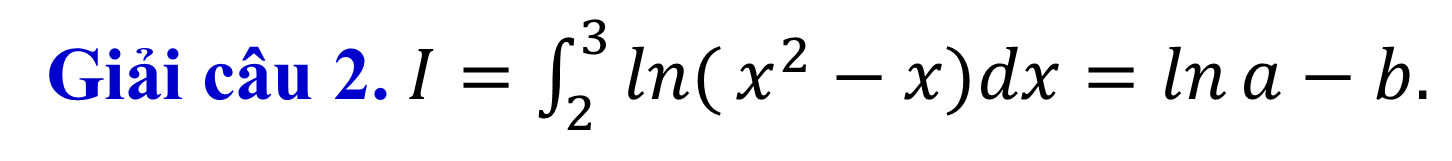 Giải câu 2. I = ∫₂³ ln( x² − x)dx = ln a − b.